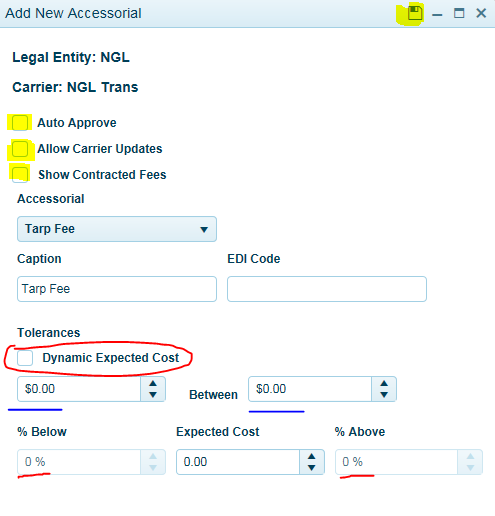 Add New Accessorial
Legal Entity: NGL
Carrier: NGL Trans
Auto Approve
Allow Carrier Updates
Show Contracted Fees
Accessorial
Tarp Fee
Caption EDI Code
Tarp Fee
Tolerances
Dynamic Expected Cost
$0.00 Between $0.00
% Below Expected Cost % Above
0 % 0.00 0 %